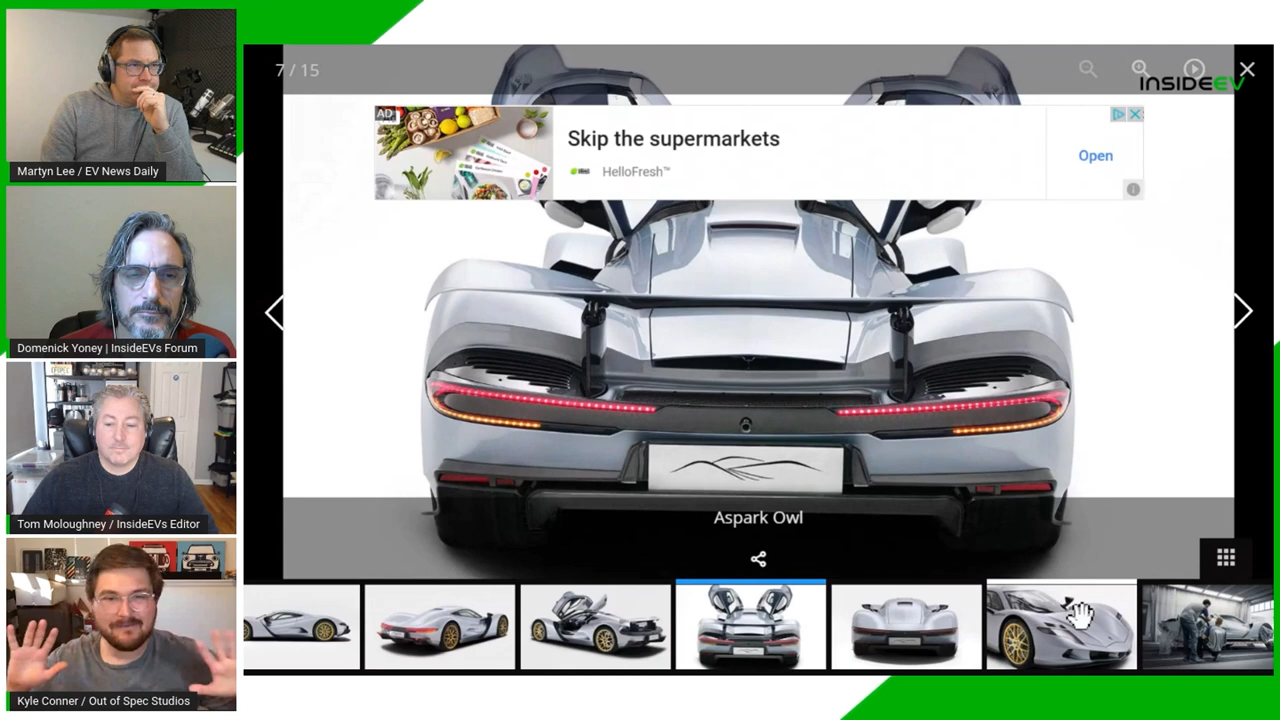 Martyn Lee / EV News Daily
Domenick Yoney | InsideEVs Forum
Tom Moloughney / InsideEVs Editor
Kyle Conner / Out of Spec Studios
7 / 15
INSIDEEV
AD
Skip the supermarkets
HelloFresh™
Open
Aspark Owl